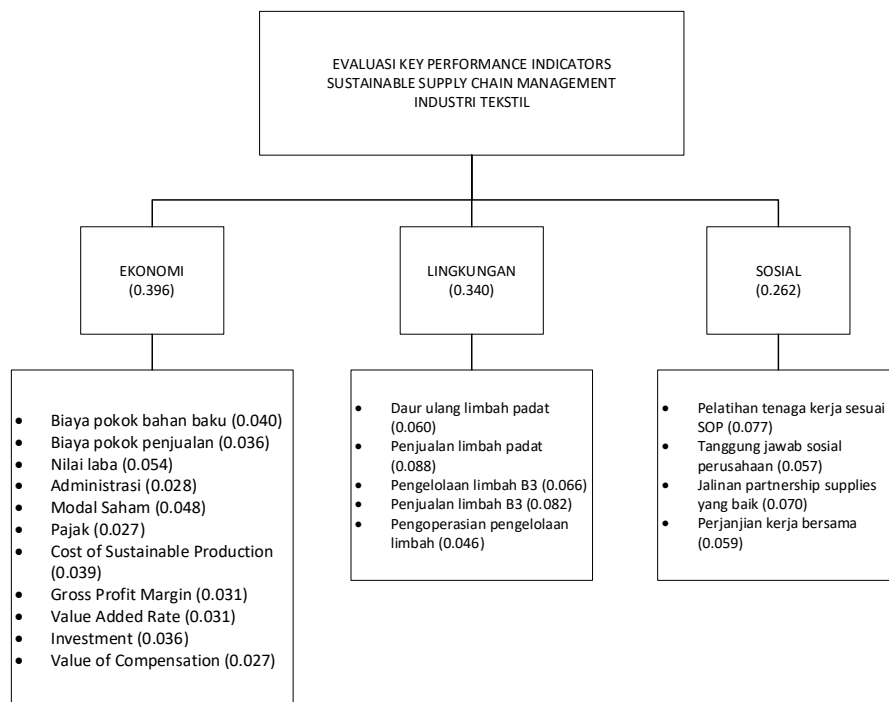 EVALUASI KEY PERFORMANCE INDICATORS
SUSTAINABLE SUPPLY CHAIN MANAGEMENT
INDUSTRI TEKSTIL
EKONOMI
(0.396)
LINGKUNGAN
(0.340)
SOSIAL
(0.262)
• Biaya pokok bahan baku (0.040)
• Biaya pokok penjualan (0.036)
• Nilai laba (0.054)
• Administrasi (0.028)
• Modal Saham (0.048)
• Pajak (0.027)
• Cost of Sustainable Production
(0.039)
• Gross Profit Margin (0.031)
• Value Added Rate (0.031)
• Investment (0.036)
• Value of Compensation (0.027)
• Daur ulang limbah padat
(0.060)
• Penjualan limbah padat
(0.088)
• Pengelolaan limbah B3 (0.066)
• Penjualan limbah B3 (0.082)
• Pengoperasian pengelolaan
limbah (0.046)
• Pelatihan tenaga kerja sesuai
SOP (0.077)
• Tanggung jawab sosial
perusahaan (0.057)
• Jalinan partnership supplies
yang baik (0.070)
• Perjanjian kerja bersama
(0.059)